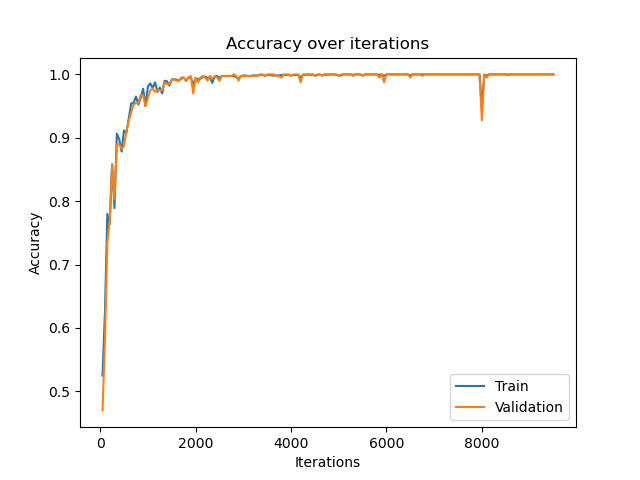 Accuracy over iterations
1.0
0.9
0.8
0.7
0.6
0.5
Accuracy
0
2000
4000
6000
8000
Iterations
Train
Validation